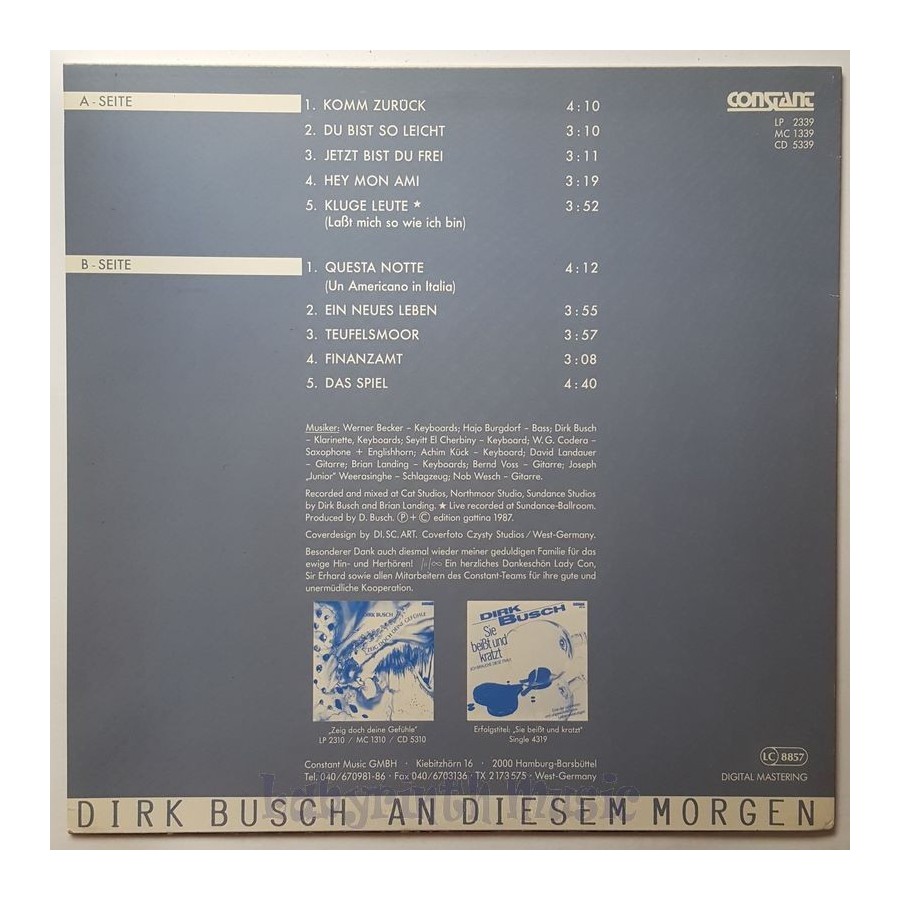 A - SEITE
1. KOMM ZURÜCK 4:10
2. DU BIST SO LEICHT 3:10
3. JETZT BIST DU FREI 3:11
4. HEY MON AMI 3:19
5. KLUGE LEUTE ★ 3:52
(Laßt mich so wie ich bin)
CONSTANT
LP 2339
MC 1339
CD 5339
B - SEITE
1. QUESTA NOTTE 4:12
(Un Americano in Italia)
2. EIN NEUES LEBEN 3:55
3. TEUFELSMOOR 3:57
4. FINANZAMT 3:08
5. DAS SPIEL 4:40
Musiker: Werner Becker – Keyboards; Hajo Burgdorf – Bass; Dirk Busch
– Klarinette, Keyboards; Seyitt El Cherbiny – Keyboard; W. G. Codera –
Saxophone + Englishhorn; Achim Kück – Keyboard; David Landauer
– Gitarre; Brian Landing – Keyboards; Bernd Voss – Gitarre; Joseph
„Junior" Weerasinghe – Schlagzeug; Nob Wesch – Gitarre.
Recorded and mixed at Cat Studios, Northmoor Studio, Sundance Studios
by Dirk Busch and Brian Landing. ★ Live recorded at Sundance-Ballroom.
Produced by D. Busch. Ⓟ + © edition gattina 1987.
Coverdesign by DI.SC.ART. Coverfoto Czysty Studios / West-Germany.
Besonderer Dank auch diesmal wieder meiner geduldigen Familie für das
ewige Hin- und Herhören! Ein herzliches Dankeschön Lady Con,
Sir Erhard sowie allen Mitarbeitern des Constant-Teams für ihre gute und
unermüdliche Kooperation.
DIRK BUSCH
ZEIG DOCH DEINE GEFÜHLE
DIRK
BUSCH
Sie
beißt und
kratzt
„Zeig doch deine Gefühle"
LP 2310 / MC 1310 / CD 5310
Erfolgstitel: „Sie beißt und kratzt"
Single 4319
Constant Music GMBH · Kiebitzhörn 16 · 2000 Hamburg-Barsbüttel
Tel. 040/670981-86 · Fax 040/6703136 · TX 2 173 575 · West-Germany
LC 8857
DIGITAL MASTERING
labyrinth music
DIRK BUSCH AN DIESEM MORGEN